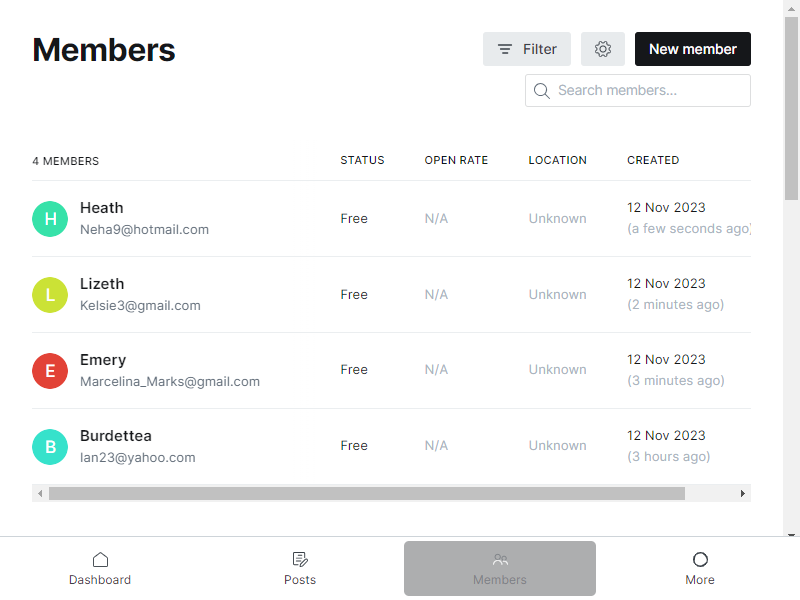 Members
Filter
New member
Search members...
4 MEMBERS STATUS OPEN RATE LOCATION CREATED
H Heath Neha9@hotmail.com Free N/A Unknown 12 Nov 2023 (a few seconds ago)
L Lizeth Kelsie3@gmail.com Free N/A Unknown 12 Nov 2023 (2 minutes ago)
E Emery Marcelina_Marks@gmail.com Free N/A Unknown 12 Nov 2023 (3 minutes ago)
B Burdettea Ian23@yahoo.com Free N/A Unknown 12 Nov 2023 (3 hours ago)
Dashboard Posts Members More